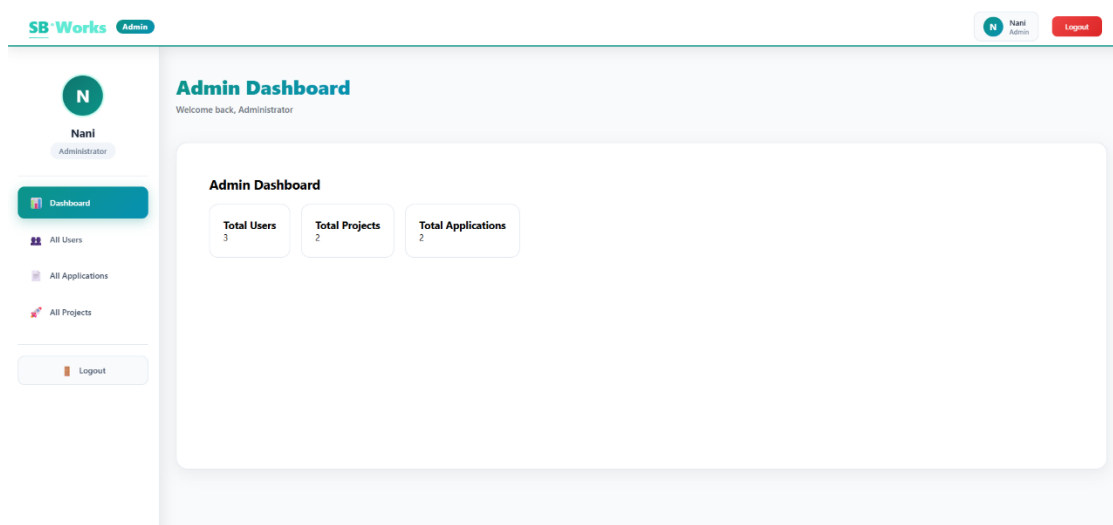 SB Works Admin
N Nani
Admin
Logout
N
Nani
Administrator
Dashboard
All Users
All Applications
All Projects
Logout
Admin Dashboard
Welcome back, Administrator
Admin Dashboard
Total Users
3
Total Projects
2
Total Applications
2